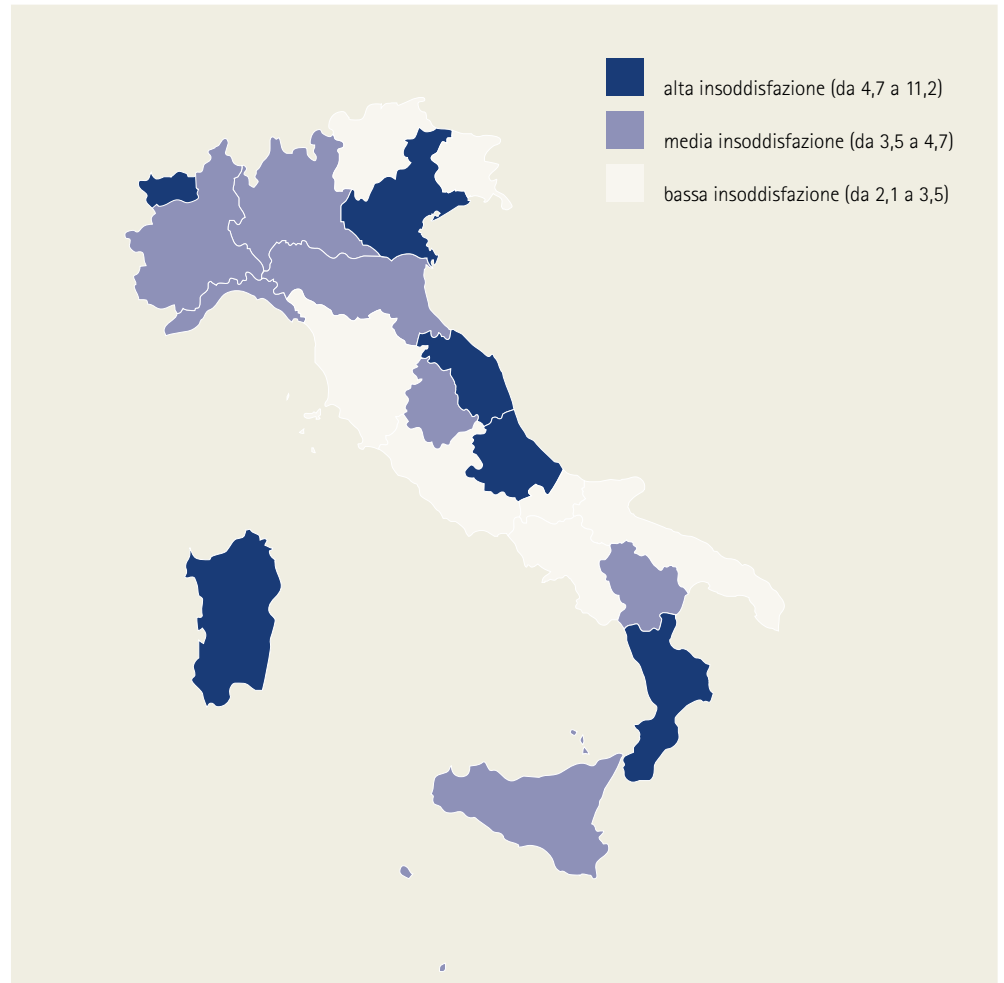 alta insoddisfazione (da 4,7 a 11,2)
media insoddisfazione (da 3,5 a 4,7)
bassa insoddisfazione (da 2,1 a 3,5)